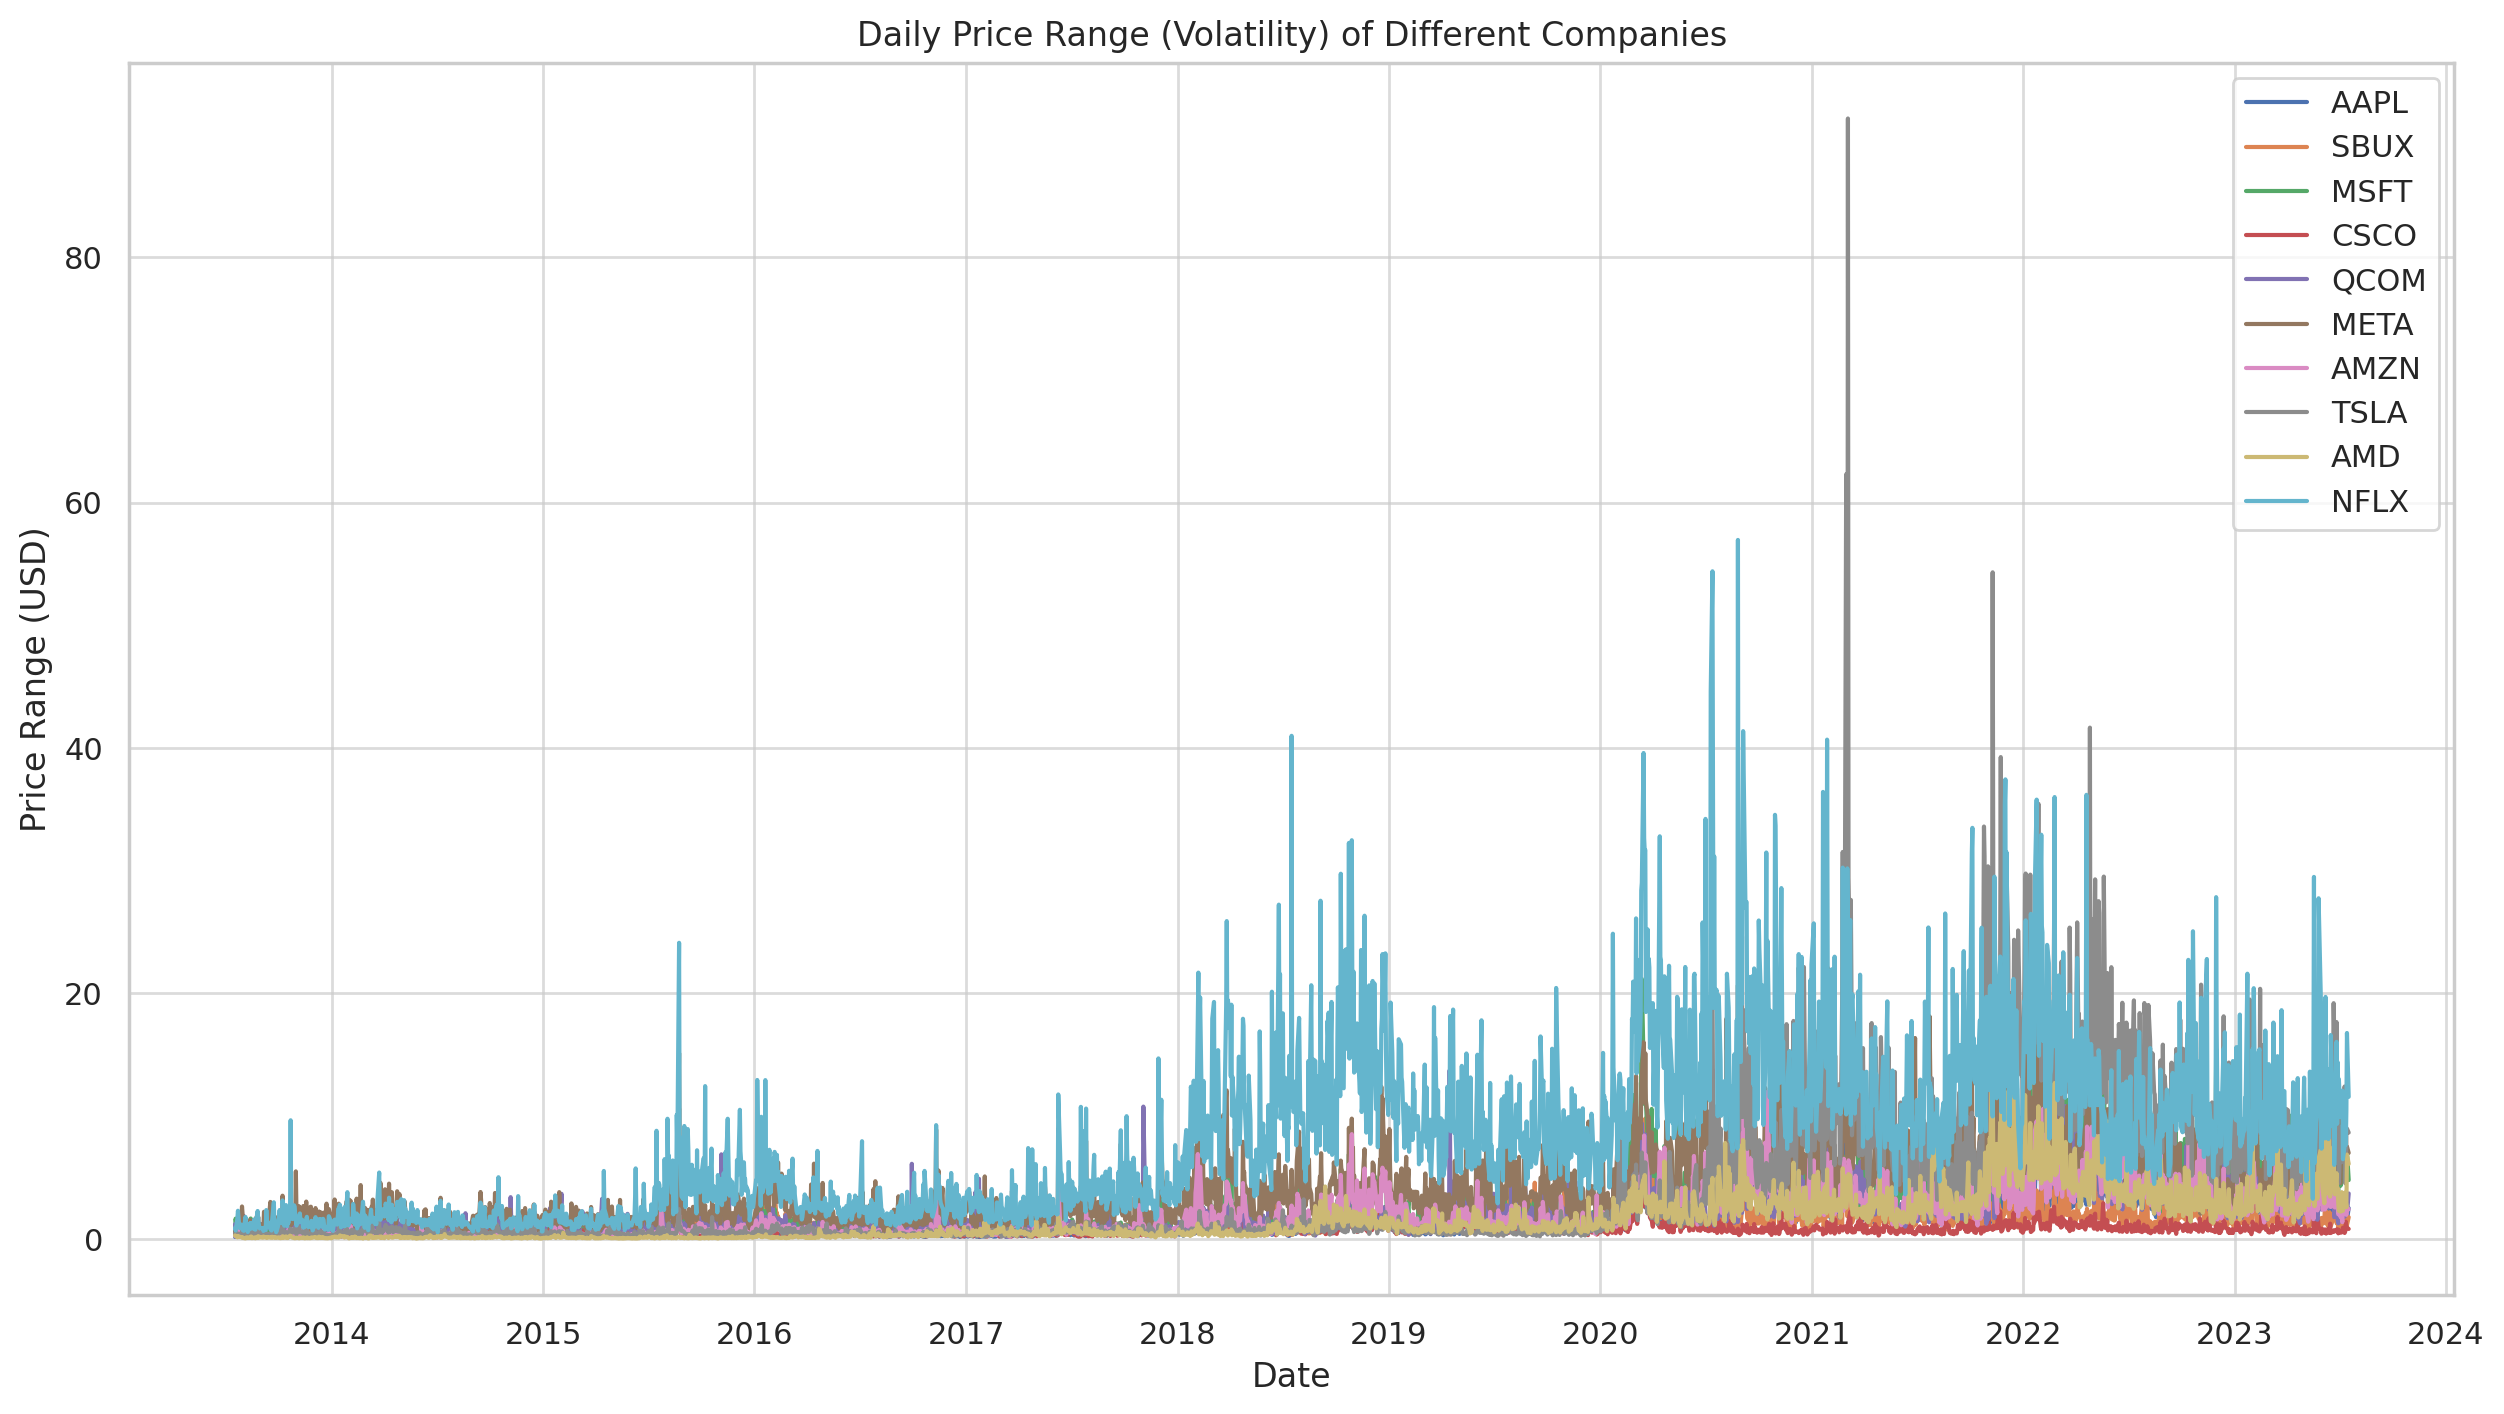 Daily Price Range (Volatility) of Different Companies
AAPL
SBUX
MSFT
CSCO
QCOM
META
AMZN
TSLA
AMD
NFLX
Price Range (USD)
80
60
40
20
0
2014 2015 2016 2017 2018 2019 2020 2021 2022 2023 2024
Date